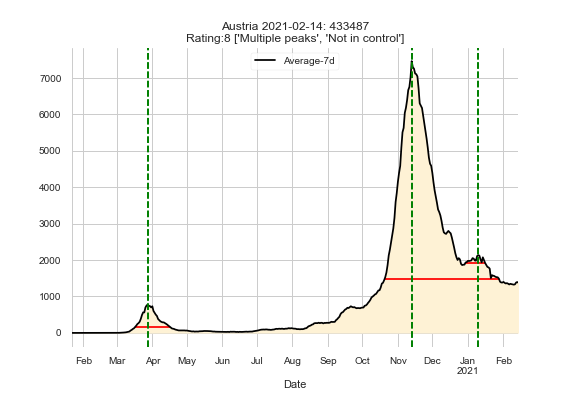 Austria 2021-02-14: 433487
Rating:8 ['Multiple peaks', 'Not in control']
Average-7d
7000
6000
5000
4000
3000
2000
1000
0
Feb Mar Apr May Jun Jul Aug Sep Oct Nov Dec Jan Feb
2021
Date